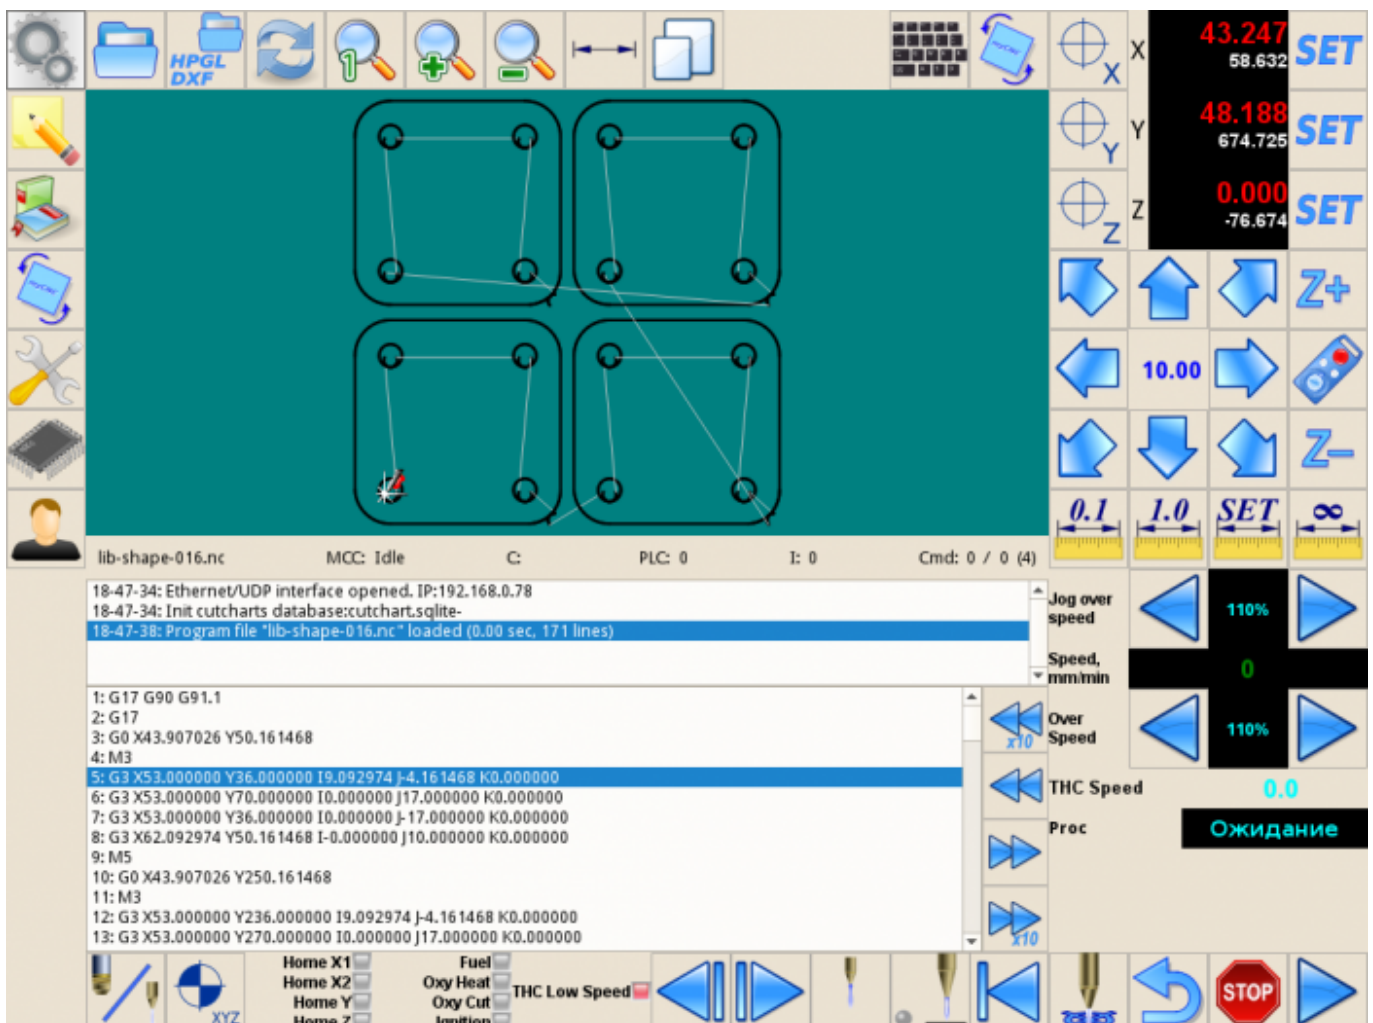 HPGL
DXF
1
X
X
43.247
58.632
SET
Y
Y
48.188
674.725
SET
Z
Z
0.000
-76.674
SET
Z+
10.00
Z-
0.1
1.0
SET
∞
lib-shape-016.nc MCC: Idle C: PLC: 0 I: 0 Cmd: 0 / 0 (4)
18-47-34: Ethernet/UDP interface opened. IP:192.168.0.78
18-47-34: Init cutcharts database:cutchart.sqlite-
18-47-38: Program file "lib-shape-016.nc" loaded (0.00 sec, 171 lines)
Jog over
speed
110%
Speed,
mm/min
0
Over
Speed
110%
THC Speed
0.0
Proc
Ожидание
1: G17 G90 G91.1
2: G17
3: G0 X43.907026 Y50.161468
4: M3
5: G3 X53.000000 Y36.000000 I9.092974 J-4.161468 K0.000000
6: G3 X53.000000 Y70.000000 I0.000000 J17.000000 K0.000000
7: G3 X53.000000 Y36.000000 I0.000000 J-17.000000 K0.000000
8: G3 X62.092974 Y50.161468 I-0.000000 J10.000000 K0.000000
9: M5
10: G0 X43.907026 Y250.161468
11: M3
12: G3 X53.000000 Y236.000000 I9.092974 J-4.161468 K0.000000
13: G3 X53.000000 Y270.000000 I0.000000 J17.000000 K0.000000
x10
x10
XYZ
Home X1
Home X2
Home Y
Home Z
Fuel
Oxy Heat
Oxy Cut
Ignition
THC Low Speed
STOP